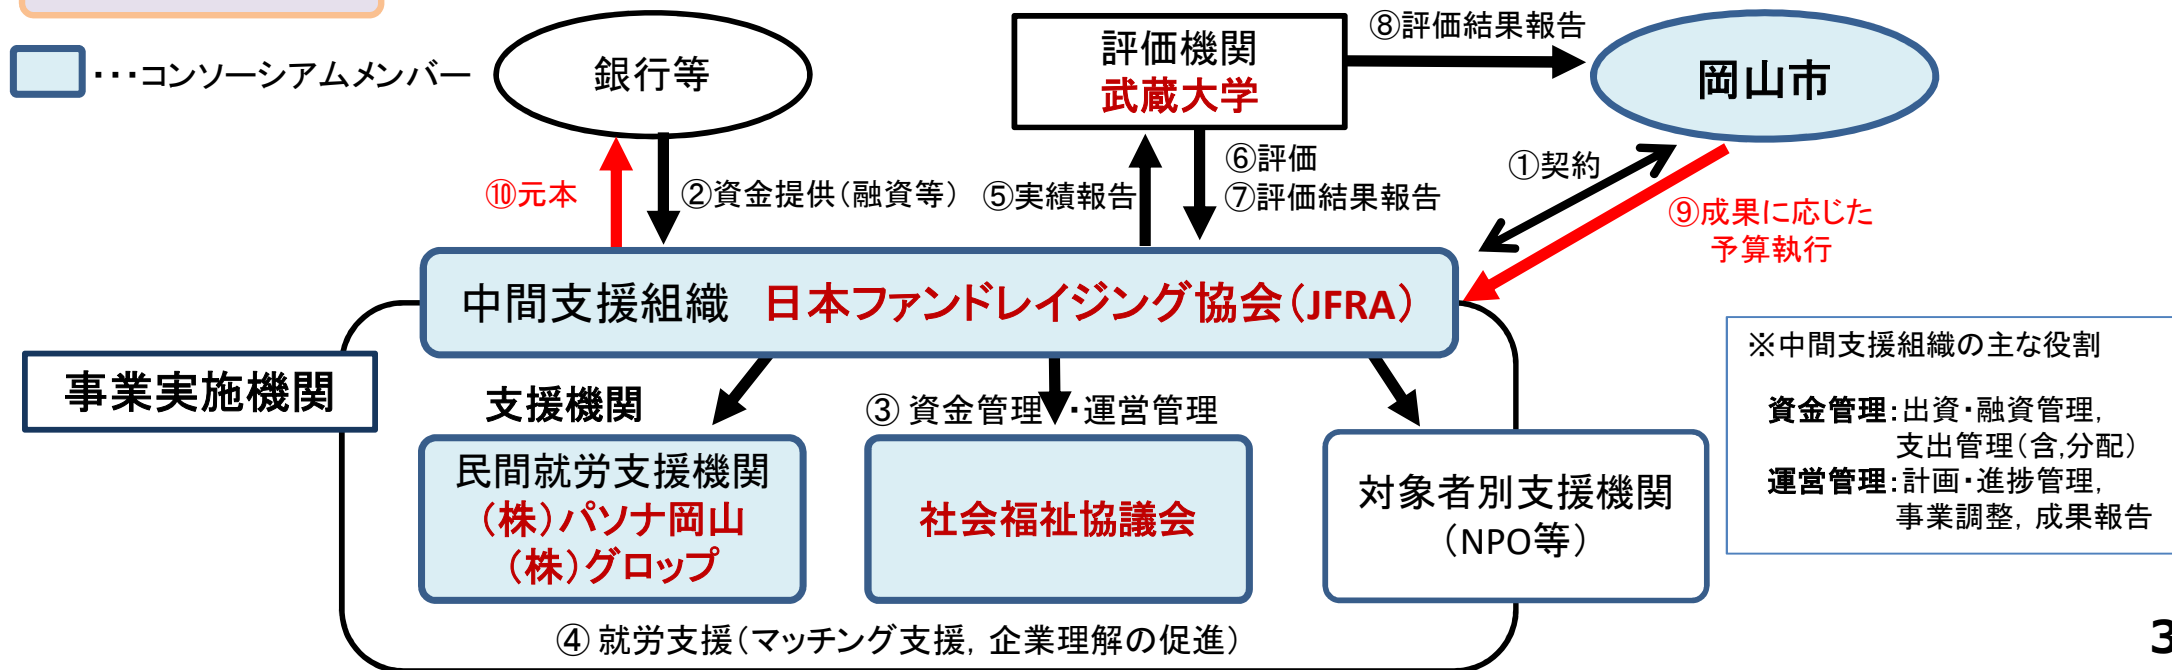 ・・・コンソーシアムメンバー
銀行等
評価機関
武蔵大学
⑧評価結果報告
岡山市
⑩元本
②資金提供（融資等）
⑤実績報告
⑥評価
⑦評価結果報告
①契約
⑨成果に応じた
予算執行
中間支援組織　日本ファンドレイジング協会（JFRA）
事業実施機関
支援機関
③ 資金管理・運営管理
民間就労支援機関
（株）パソナ岡山
（株）グロップ
社会福祉協議会
対象者別支援機関
（NPO等）
④ 就労支援（マッチング支援，企業理解の促進）
※中間支援組織の主な役割
資金管理：出資・融資管理，
支出管理（含，分配）
運営管理：計画・進捗管理，
事業調整，成果報告
3